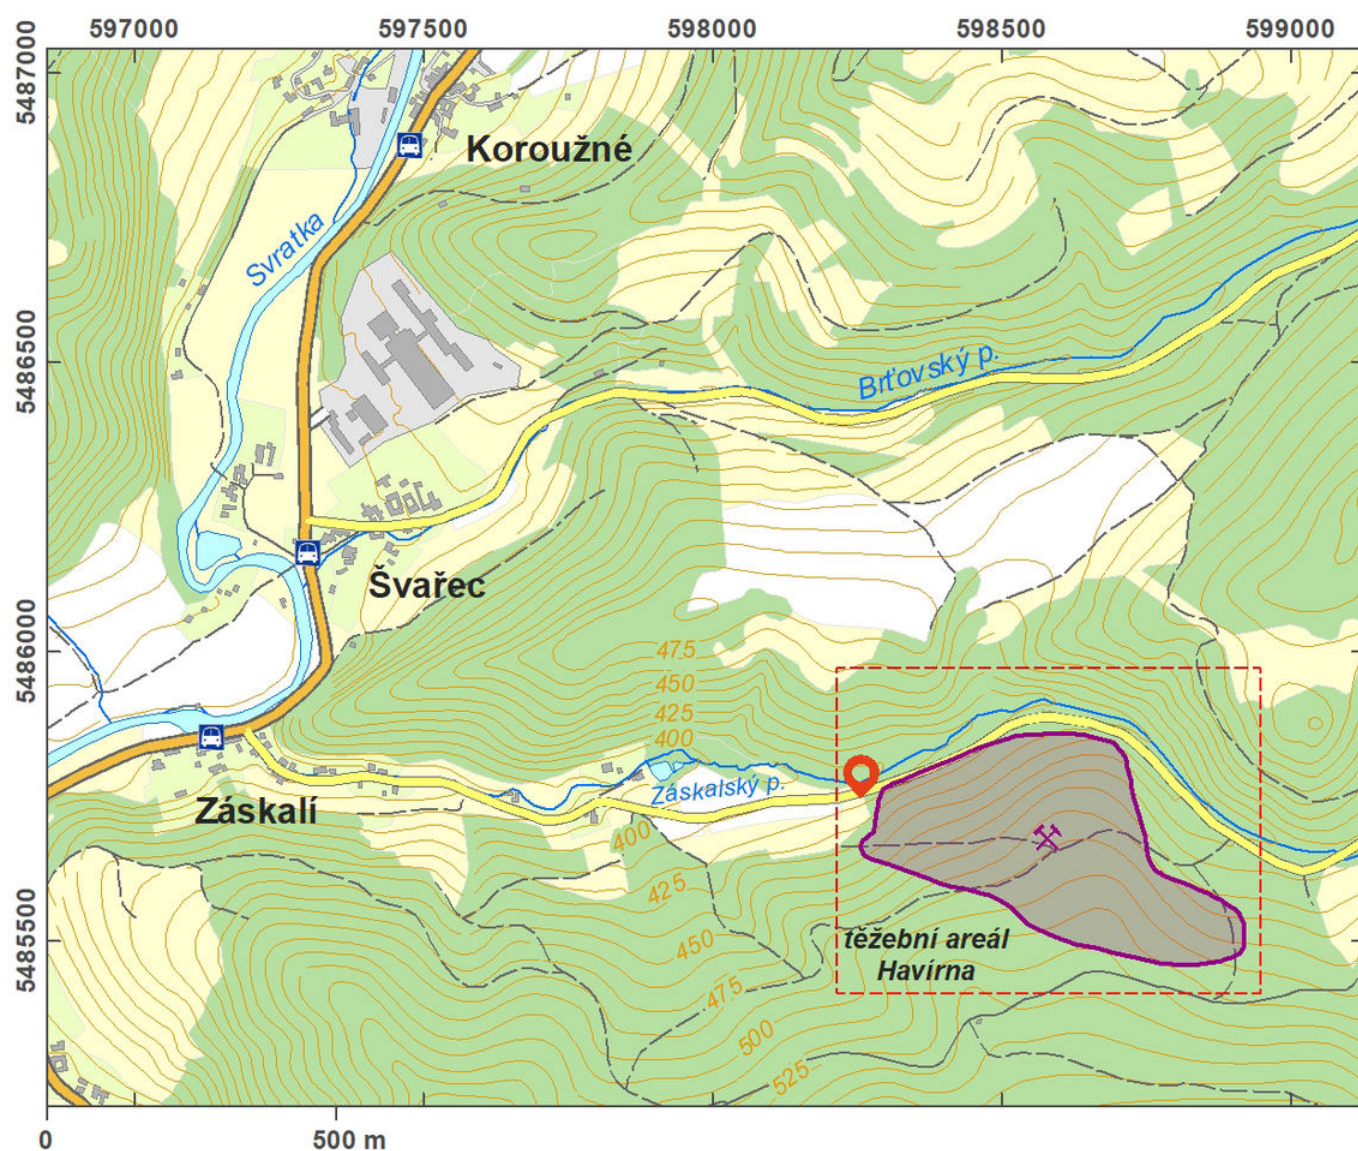 597000
597500
598000
598500
599000
5487000
Koroužné
Svratka
5486500
Brťovský p.
Švařec
5486000
475
450
425
400
Záskalský p.
Záskalí
400
425
450
475
500
525
těžební areál
Havírna
5485500
0
500 m